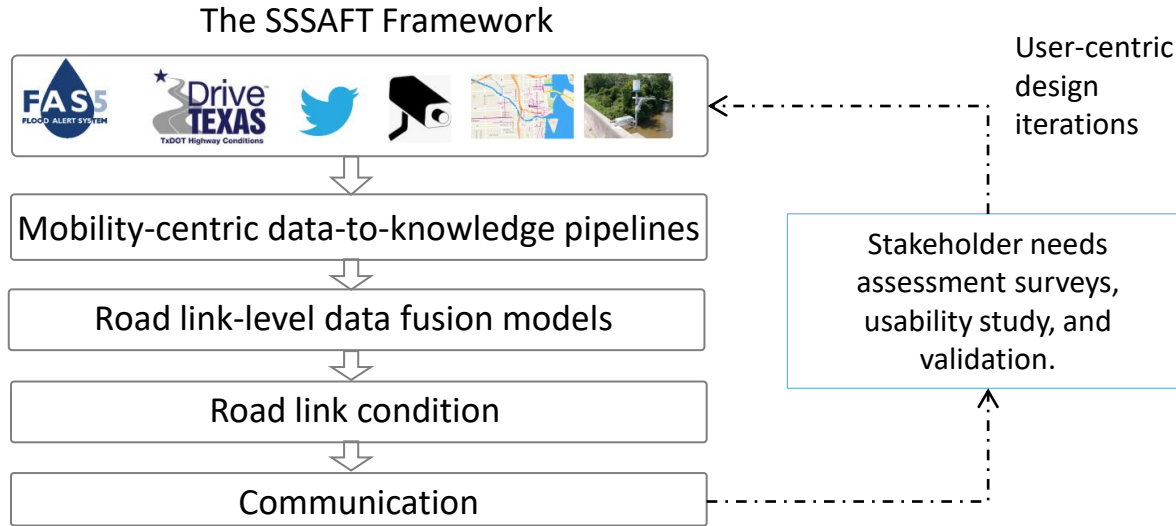 The SSSAFT Framework
FAS5
FLOOD ALERT SYSTEM
Drive™
TEXAS
TxDOT Highway Conditions
User-centric
design
iterations
Mobility-centric data-to-knowledge pipelines
Stakeholder needs
assessment surveys,
usability study, and
validation.
Road link-level data fusion models
Road link condition
Communication